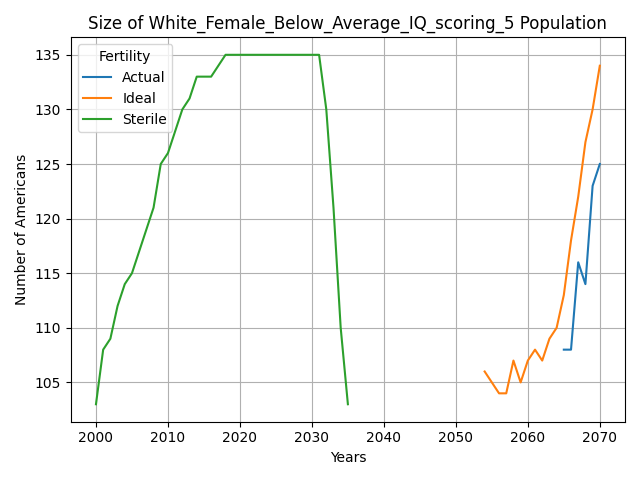 Size of White_Female_Below_Average_IQ_scoring_5 Population
Fertility
Actual
Ideal
Sterile
Number of Americans
135
130
125
120
115
110
105
2000 2010 2020 2030 2040 2050 2060 2070
Years